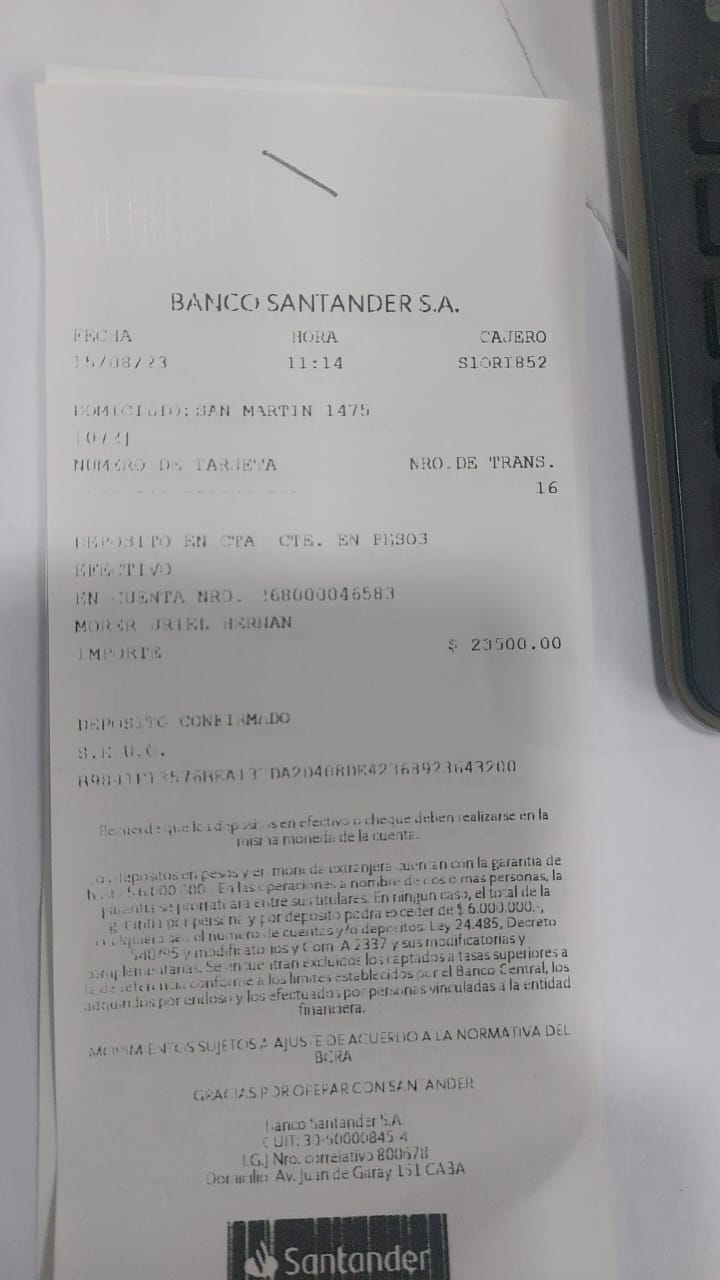 BANCO SANTANDER S.A.
FECHA HORA CAJERO
15/08/23 11:14 S1ORI852
DOMICILIO: SAN MARTIN 1475
NUMERO DE TARJETA NRO.DE TRANS.
16
DEPOSITO EN CTA CTE. EN PESOS
EFECTIVO
EN CUENTA NRO. 268000046583
MORER URIEL HERNAN
IMPORTE $ 23500.00
DEPOSITO CONFIRMADO
S.E.U.O.
Recuerde que los depositos en efectivo o cheque deben realizarse en la
misma moneda de la cuenta.
Los depositos en pesos y en moneda extranjera cuentan con la garantia de
hasta $6.000.000.- En las operaciones a nombre de dos o mas personas, la
garantia se prorrateara entre sus titulares. En ningun caso, el total de la
garantia por persona y por deposito podra exceder de $ 6.000.000.-,
cualquiera sea el numero de cuentas y/o depositos. Ley 24.485, Decreto
540/95 y modificatorios y Com. A 2337 y sus modificatorias y
complementarias. Se encuentran excluidos los captados a tasas superiores a
la de referencia conforme a los limites establecidos por el Banco Central, los
adquiridos por endoso y los efectuados por personas vinculadas a la entidad
financiera.
MOVIMIENTOS SUJETOS A AJUSTE DE ACUERDO A LA NORMATIVA DEL
BCRA
GRACIAS POR OPERAR CON SANTANDER
Banco Santander S.A.
CUIT: 30-50000845-4
I.G.J Nro. correlativo 800678
Domicilio: Av. Juan de Garay 151 CABA
Santander